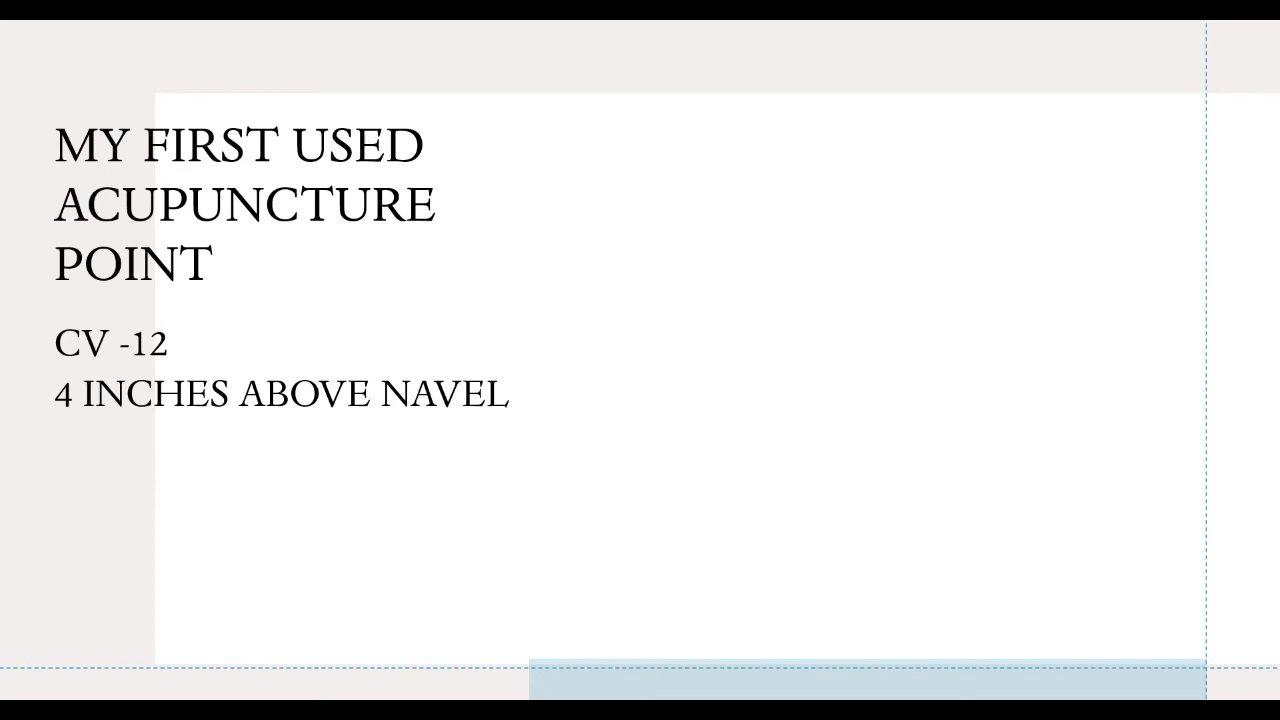 MY FIRST USED
ACUPUNCTURE
POINT
CV -12
4 INCHES ABOVE NAVEL